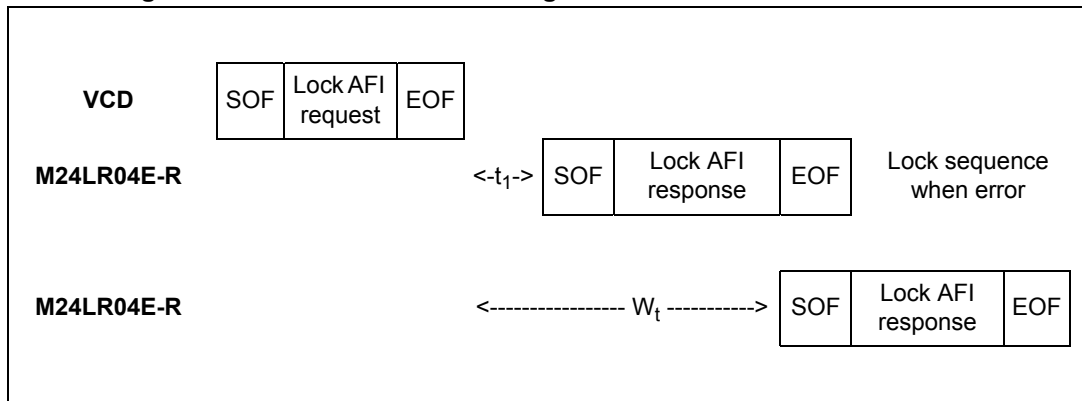 VCD SOF Lock AFI request EOF
M24LR04E-R <-t1-> SOF Lock AFI response EOF Lock sequence when error
M24LR04E-R <----------------- Wt -----------> SOF Lock AFI response EOF